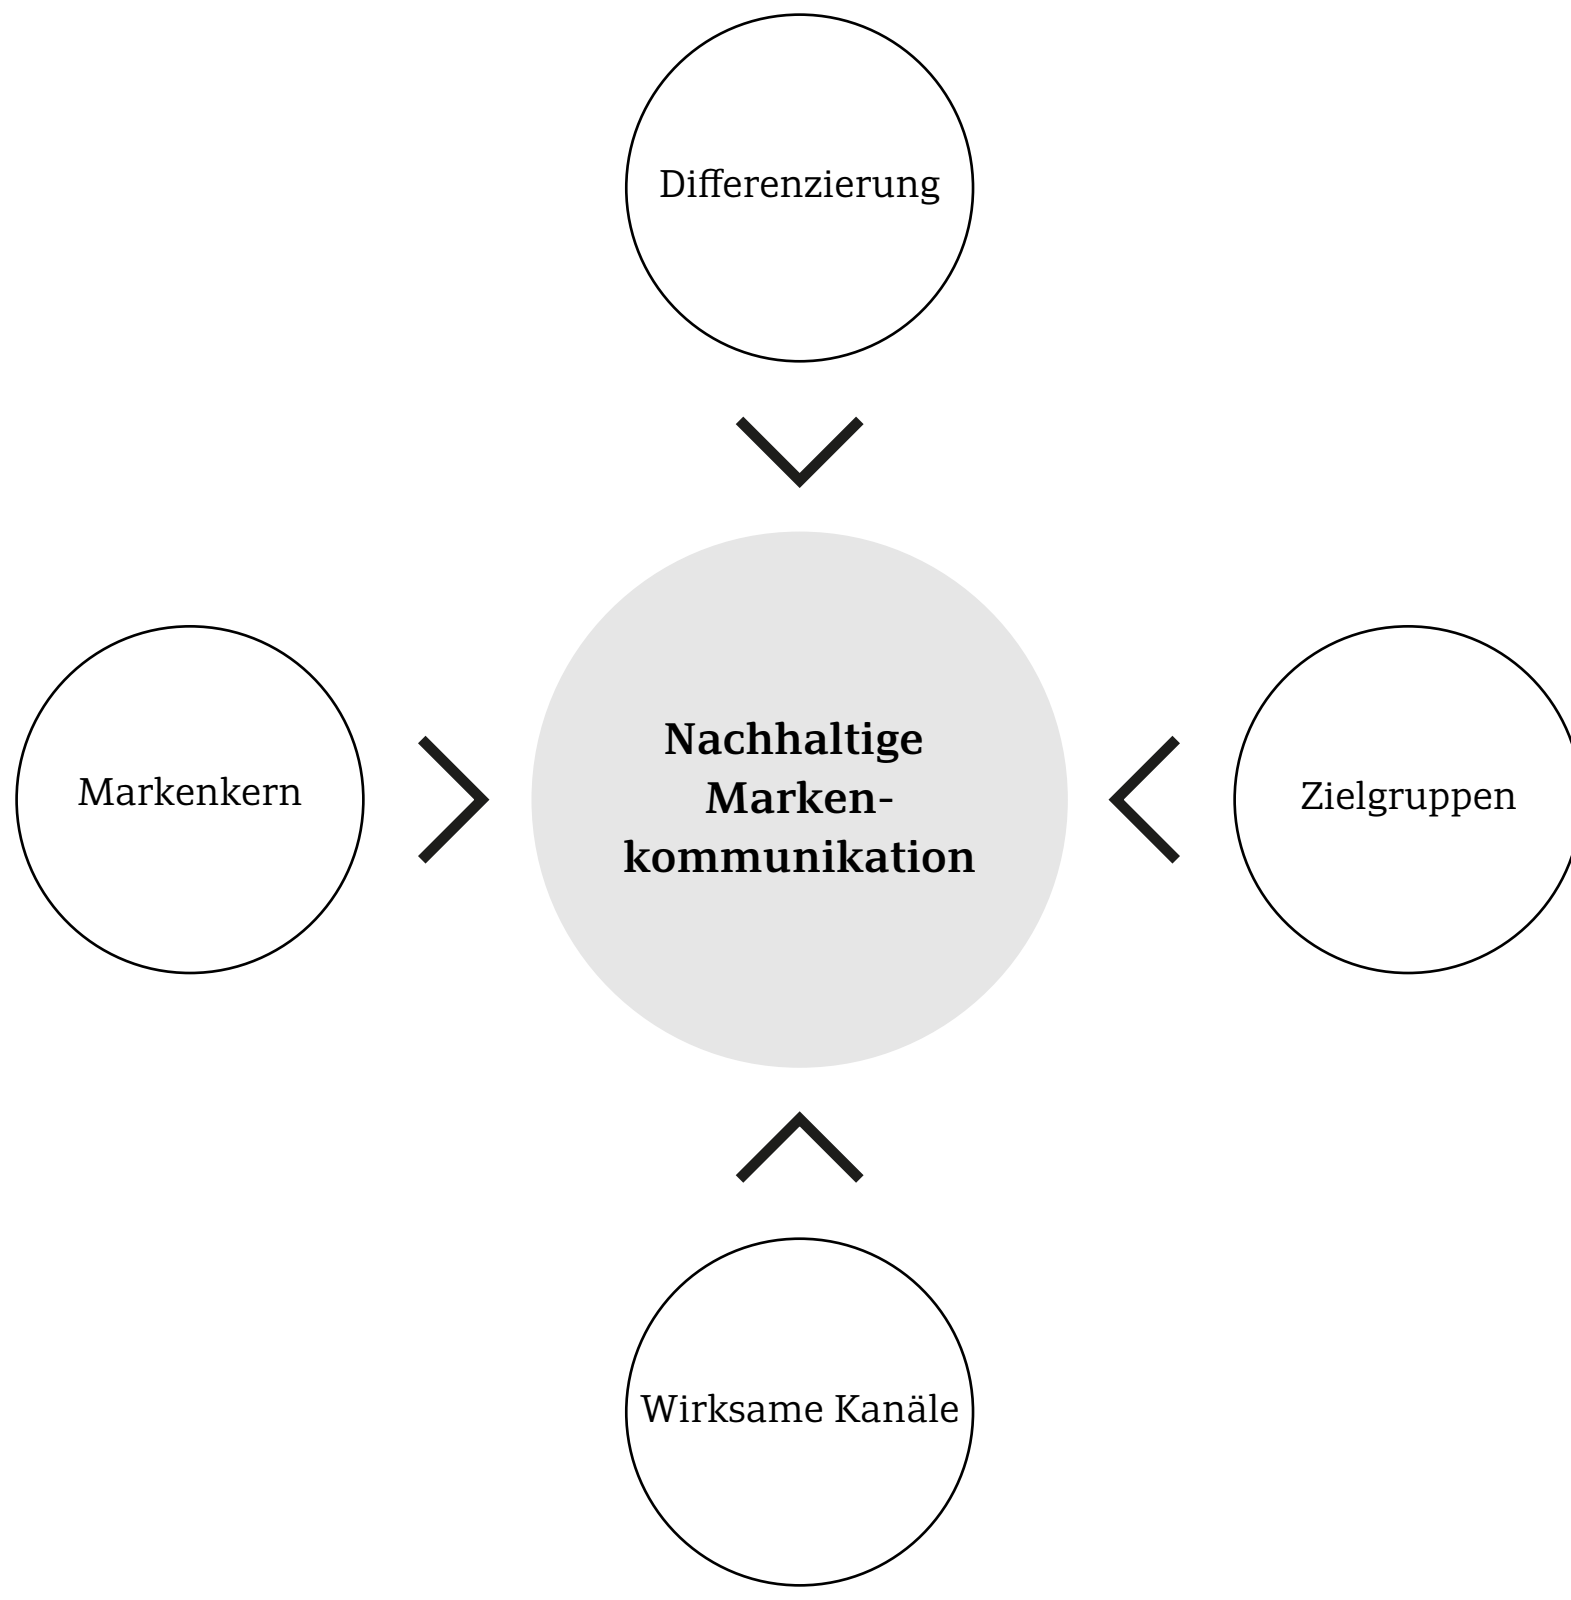 Differenzierung
Markenkern
Nachhaltige
Marken-
kommunikation
Zielgruppen
Wirksame Kanäle